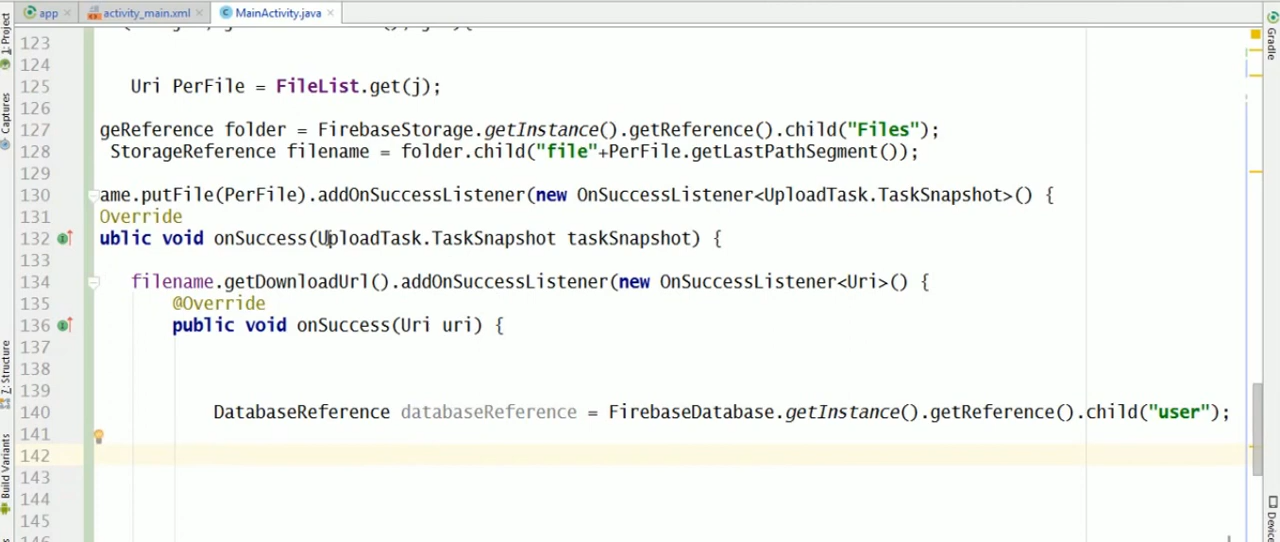 app
activity_main.xml
MainActivity.java
1: Project
Captures
Z: Structure
Build Variants
Gradle
123
124
125 Uri PerFile = FileList.get(j);
126
127 geReference folder = FirebaseStorage.getInstance().getReference().child("Files");
128 StorageReference filename = folder.child("file"+PerFile.getLastPathSegment());
129
130 ame.putFile(PerFile).addOnSuccessListener(new OnSuccessListener<UploadTask.TaskSnapshot>() {
131 Override
132 ublic void onSuccess(UploadTask.TaskSnapshot taskSnapshot) {
133
134 filename.getDownloadUrl().addOnSuccessListener(new OnSuccessListener<Uri>() {
135 @Override
136 public void onSuccess(Uri uri) {
137
138
139
140 DatabaseReference databaseReference = FirebaseDatabase.getInstance().getReference().child("user");
141
142
143
144
145